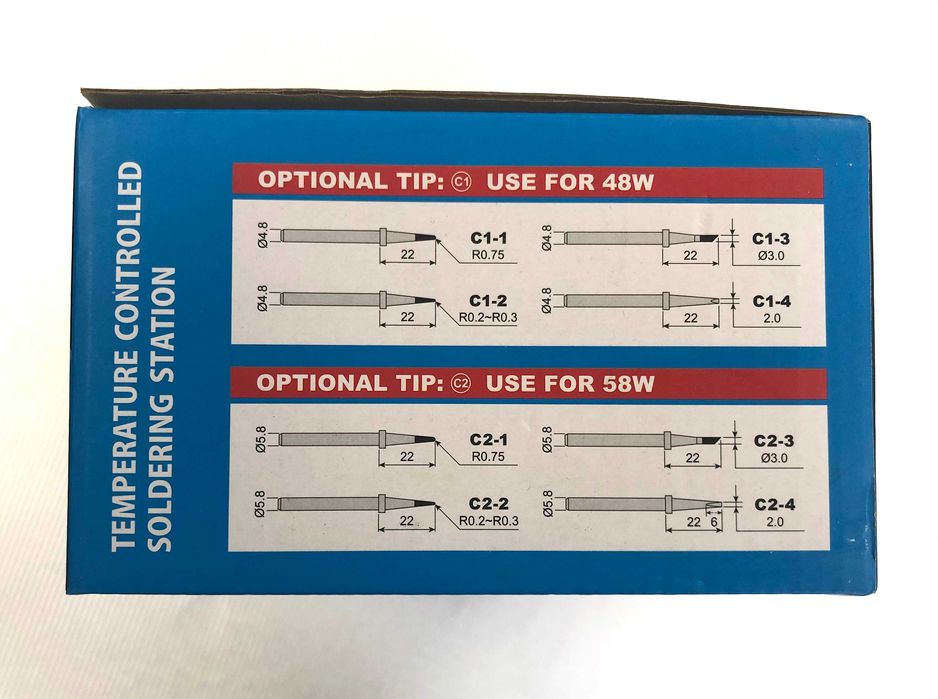 TEMPERATURE CONTROLLED
SOLDERING STATION
OPTIONAL TIP: C1 USE FOR 48W
Ø4.8
22
C1-1
R0.75
Ø4.8
22
C1-3
Ø3.0
Ø4.8
22
C1-2
R0.2~R0.3
Ø4.8
22
C1-4
2.0
OPTIONAL TIP: C2 USE FOR 58W
Ø5.8
22
C2-1
R0.75
Ø5.8
22
C2-3
Ø3.0
Ø5.8
22
C2-2
R0.2~R0.3
Ø5.8
22 6
C2-4
2.0